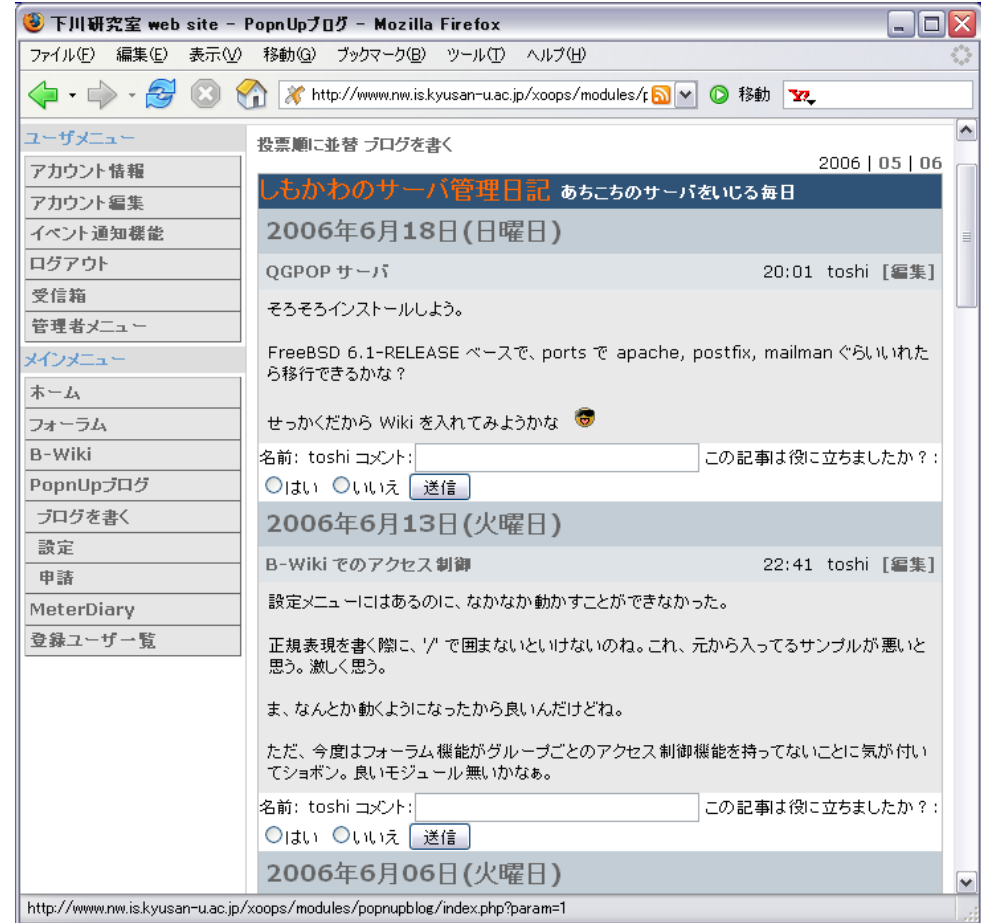 下川研究室 web site - PopnUpブログ - Mozilla Firefox
ファイル(F) 編集(E) 表示(V) 移動(G) ブックマーク(B) ツール(T) ヘルプ(H)
http://www.nw.is.kyusan-u.ac.jp/xoops/modules/p 移動
ユーザメニュー
アカウント情報
アカウント編集
イベント通知機能
ログアウト
受信箱
管理者メニュー
メインメニュー
ホーム
フォーラム
B-Wiki
PopnUpブログ
ブログを書く
設定
申請
MeterDiary
登録ユーザ一覧
投票順に並替 ブログを書く
2006 | 05 | 06
しもかわのサーバ管理日記 あちこちのサーバをいじる毎日
2006年6月18日(日曜日)
QGPOP サーバ 20:01 toshi [編集]
そろそろインストールしよう。
FreeBSD 6.1-RELEASE ベースで、ports で apache, postfix, mailman ぐらいいれた
ら移行できるかな？
せっかくだから Wiki を入れてみようかな
名前: toshi コメント: この記事は役に立ちましたか？:
はい いいえ 送信
2006年6月13日(火曜日)
B-Wiki でのアクセス制御 22:41 toshi [編集]
設定メニューにはあるのに、なかなか動かすことができなかった。
正規表現を書く際に、'/' で囲まないといけないのね。これ、元から入ってるサンプルが悪いと
思う。激しく思う。
ま、なんとか動くようになったから良いんだけどね。
ただ、今度はフォーラム機能がグループごとのアクセス制御機能を持ってないことに気が付い
てショボン。良いモジュール無いかなぁ。
名前: toshi コメント: この記事は役に立ちましたか？:
はい いいえ 送信
2006年6月06日(火曜日)
http://www.nw.is.kyusan-u.ac.jp/xoops/modules/popnupblog/index.php?param=1